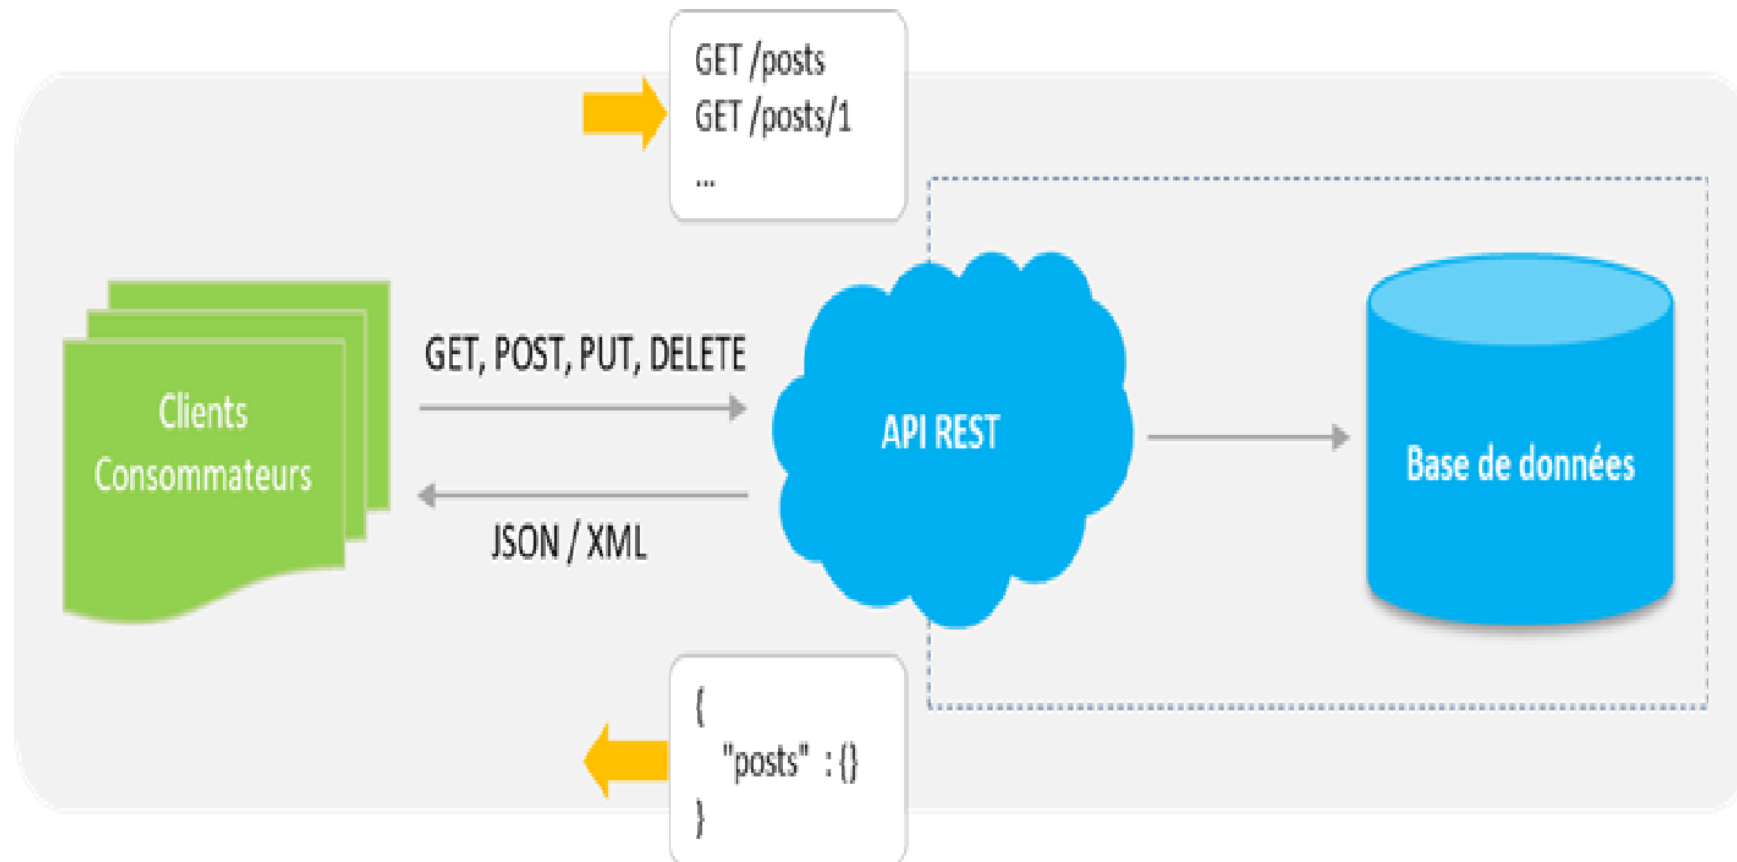 GET /posts
GET /posts/1
...
GET, POST, PUT, DELETE
Clients
Consommateurs
JSON / XML
API REST
Base de données
{
"posts" : {}
}